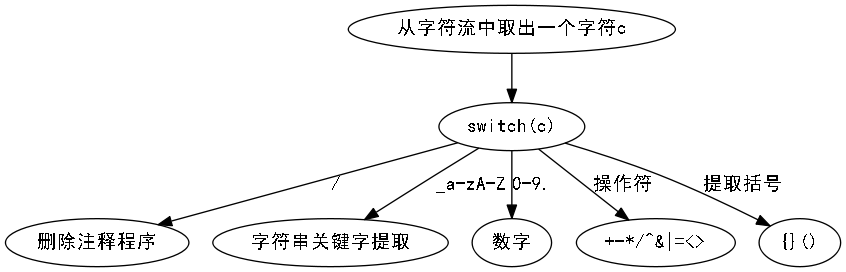 从字符流中取出一个字符c
switch(c)
/
_a-zA-Z
0-9.
操作符
提取括号
删除注释程序
字符串关键字提取
数字
+-*/^&|=<>
{}()